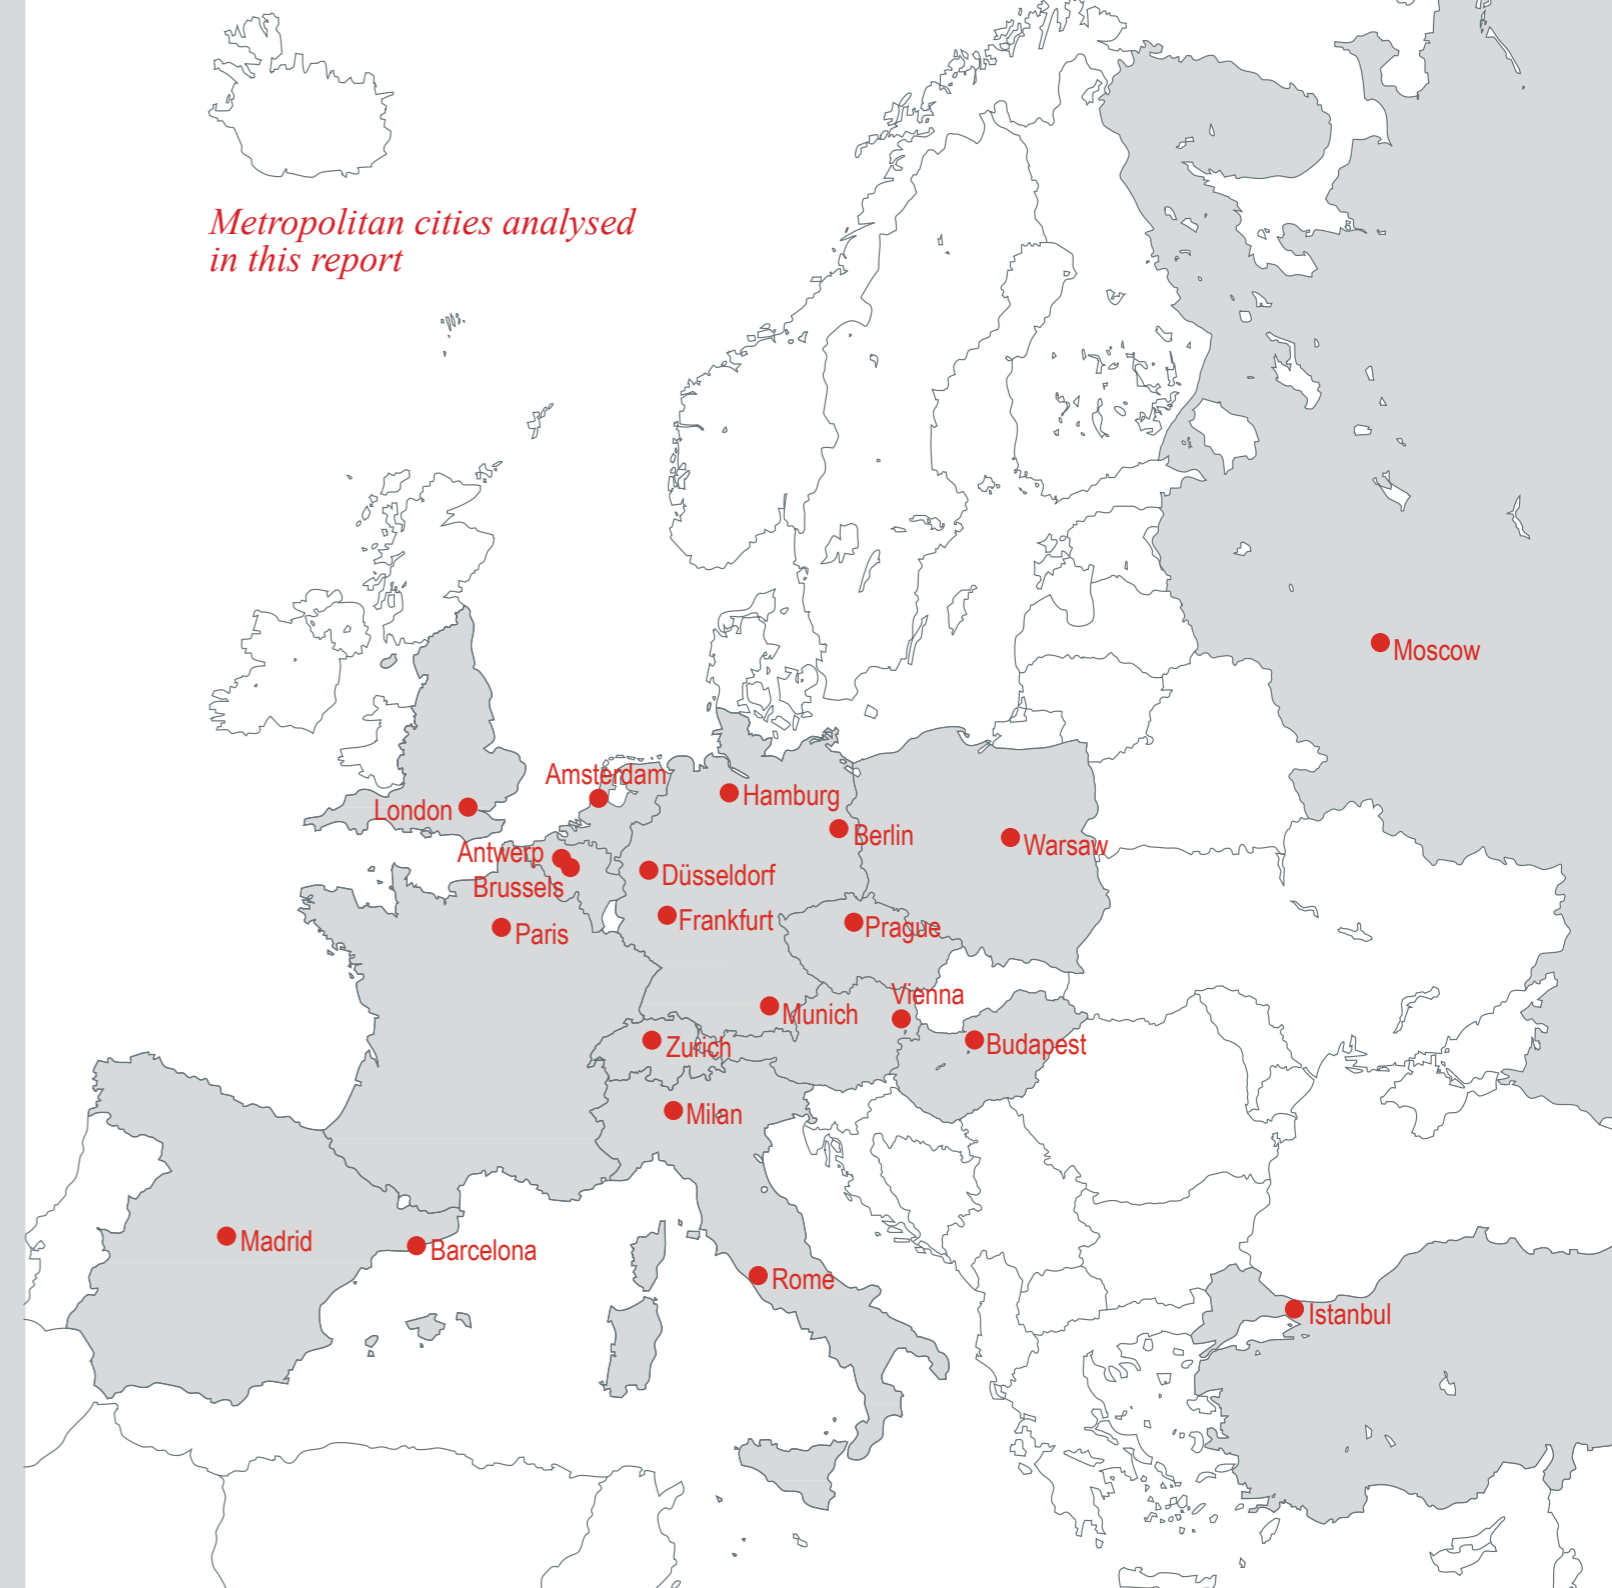 Metropolitan cities analysed
in this report
Moscow
Amsterdam
Hamburg
London
Berlin
Warsaw
Antwerp
Düsseldorf
Brussels
Frankfurt
Prague
Paris
Vienna
Munich
Budapest
Zurich
Milan
Madrid
Barcelona
Rome
Istanbul